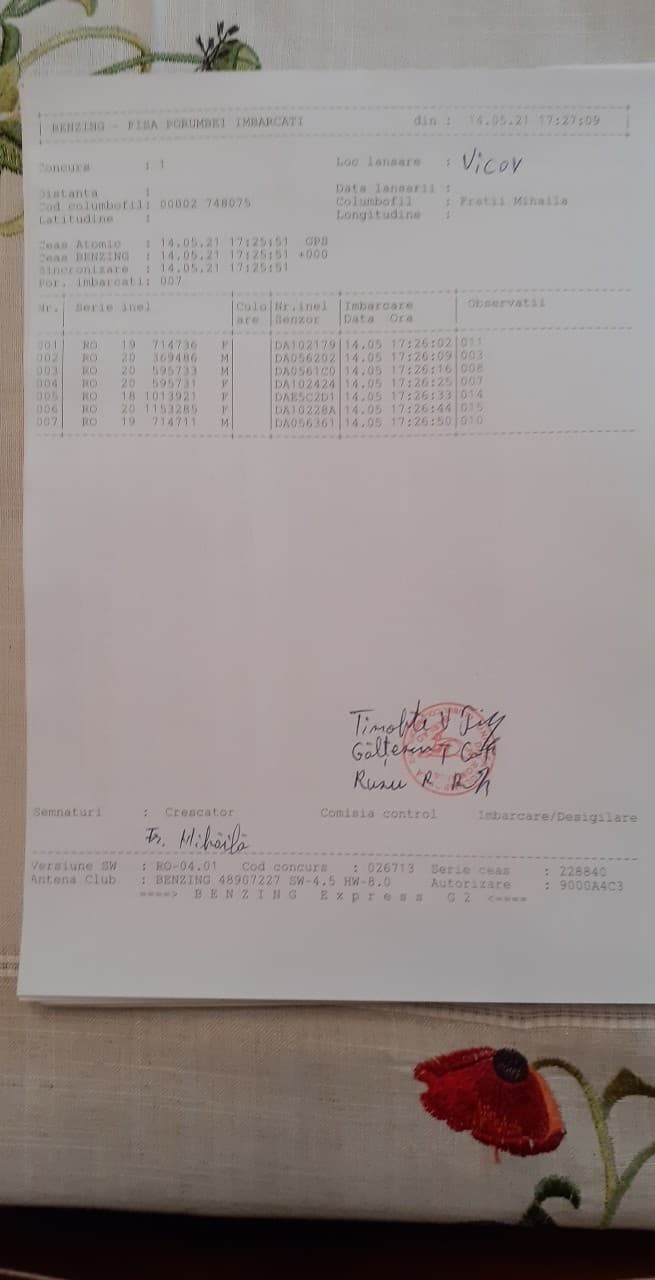 BENZING - FISA PORUMBEI IMBARCATI din : 14.05.21 17:27:09
Concurs : 1 Loc lansare : Vicov
Distanta : Data lansarii :
Cod columbofil: 00002 748075 Columbofil : Fratii Mihaila
Latitudine : Longitudine :
Ceas Atomic : 14.05.21 17:25:51 GPS
Ceas BENZING : 14.05.21 17:25:51 +000
Sincronizare : 14.05.21 17:25:51
Por. imbarcati: 007
Nr. Serie inel Culo Nr.inel Imbarcare Observatii
are Senzor Data Ora
001 RO 19 714736 F DA102179 14.05 17:26:02 011
002 RO 20 369486 M DA056202 14.05 17:26:09 003
003 RO 20 595733 M DA0561C0 14.05 17:26:16 008
004 RO 20 595731 F DA102424 14.05 17:26:25 007
005 RO 18 1013921 F DAE5C2D1 14.05 17:26:33 014
006 RO 20 1153285 F DA10228A 14.05 17:26:44 015
007 RO 19 714711 M DA056361 14.05 17:26:50 010
Timofte V
Rusu R
Semnaturi : Crescator Comisia control Imbarcare/Desigilare
Fr. Mihăilă
Versiune SW : RO-04.01 Cod concurs : 026713 Serie ceas : 228840
Antena Club : BENZING 48907227 SW-4.5 HW-8.0 Autorizare : 9000A4C3
====> B E N Z I N G E x p r e s s G 2 <====